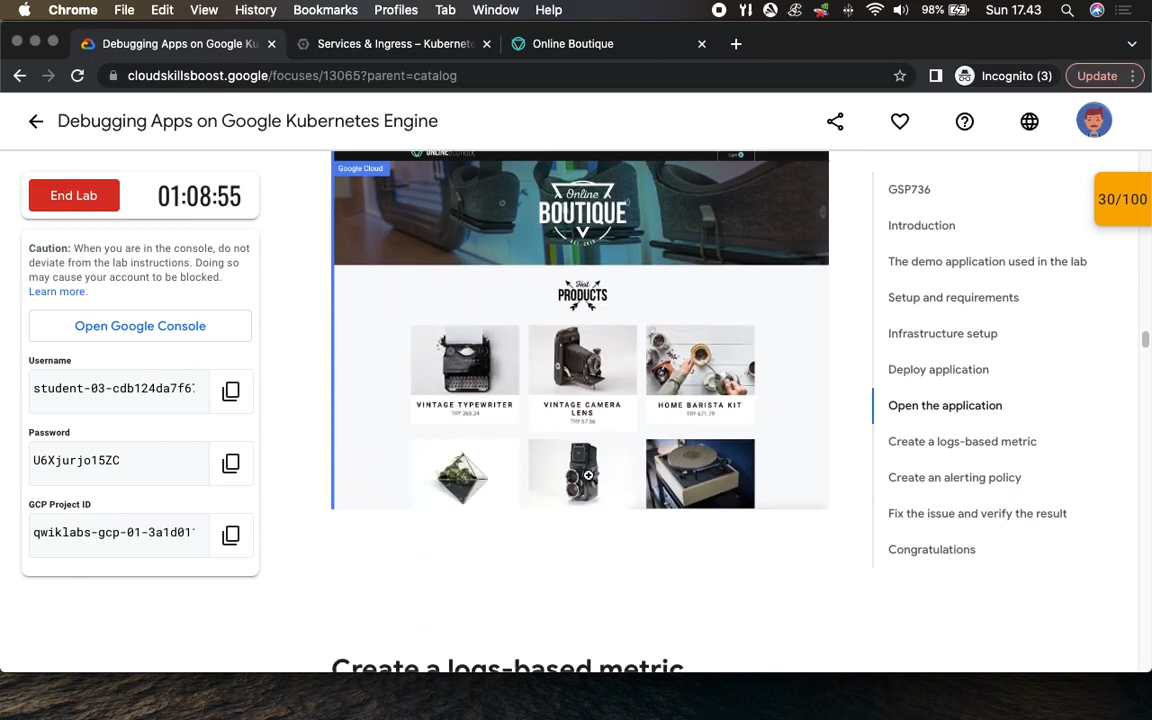 Chrome File Edit View History Bookmarks Profiles Tab Window Help 98% Sun 17.43
Debugging Apps on Google Ku
Services & Ingress – Kubernete
Online Boutique
cloudskillsboost.google/focuses/13065?parent=catalog
Incognito (3)
Update
Debugging Apps on Google Kubernetes Engine
End Lab
01:08:55
Caution: When you are in the console, do not
deviate from the lab instructions. Doing so
may cause your account to be blocked.
Learn more.
Open Google Console
Username
student-03-cdb124da7f6
Password
U6Xjurjo15ZC
GCP Project ID
qwiklabs-gcp-01-3a1d01
Google Cloud
Online
BOUTIQUE
Hot
PRODUCTS
VINTAGE TYPEWRITER
VINTAGE CAMERA
LENS
TRY 67.66
HOME BARISTA KIT
TRY 671.79
Create a logs-based metric
GSP736
Introduction
The demo application used in the lab
Setup and requirements
Infrastructure setup
Deploy application
Open the application
Create a logs-based metric
Create an alerting policy
Fix the issue and verify the result
Congratulations
30/100